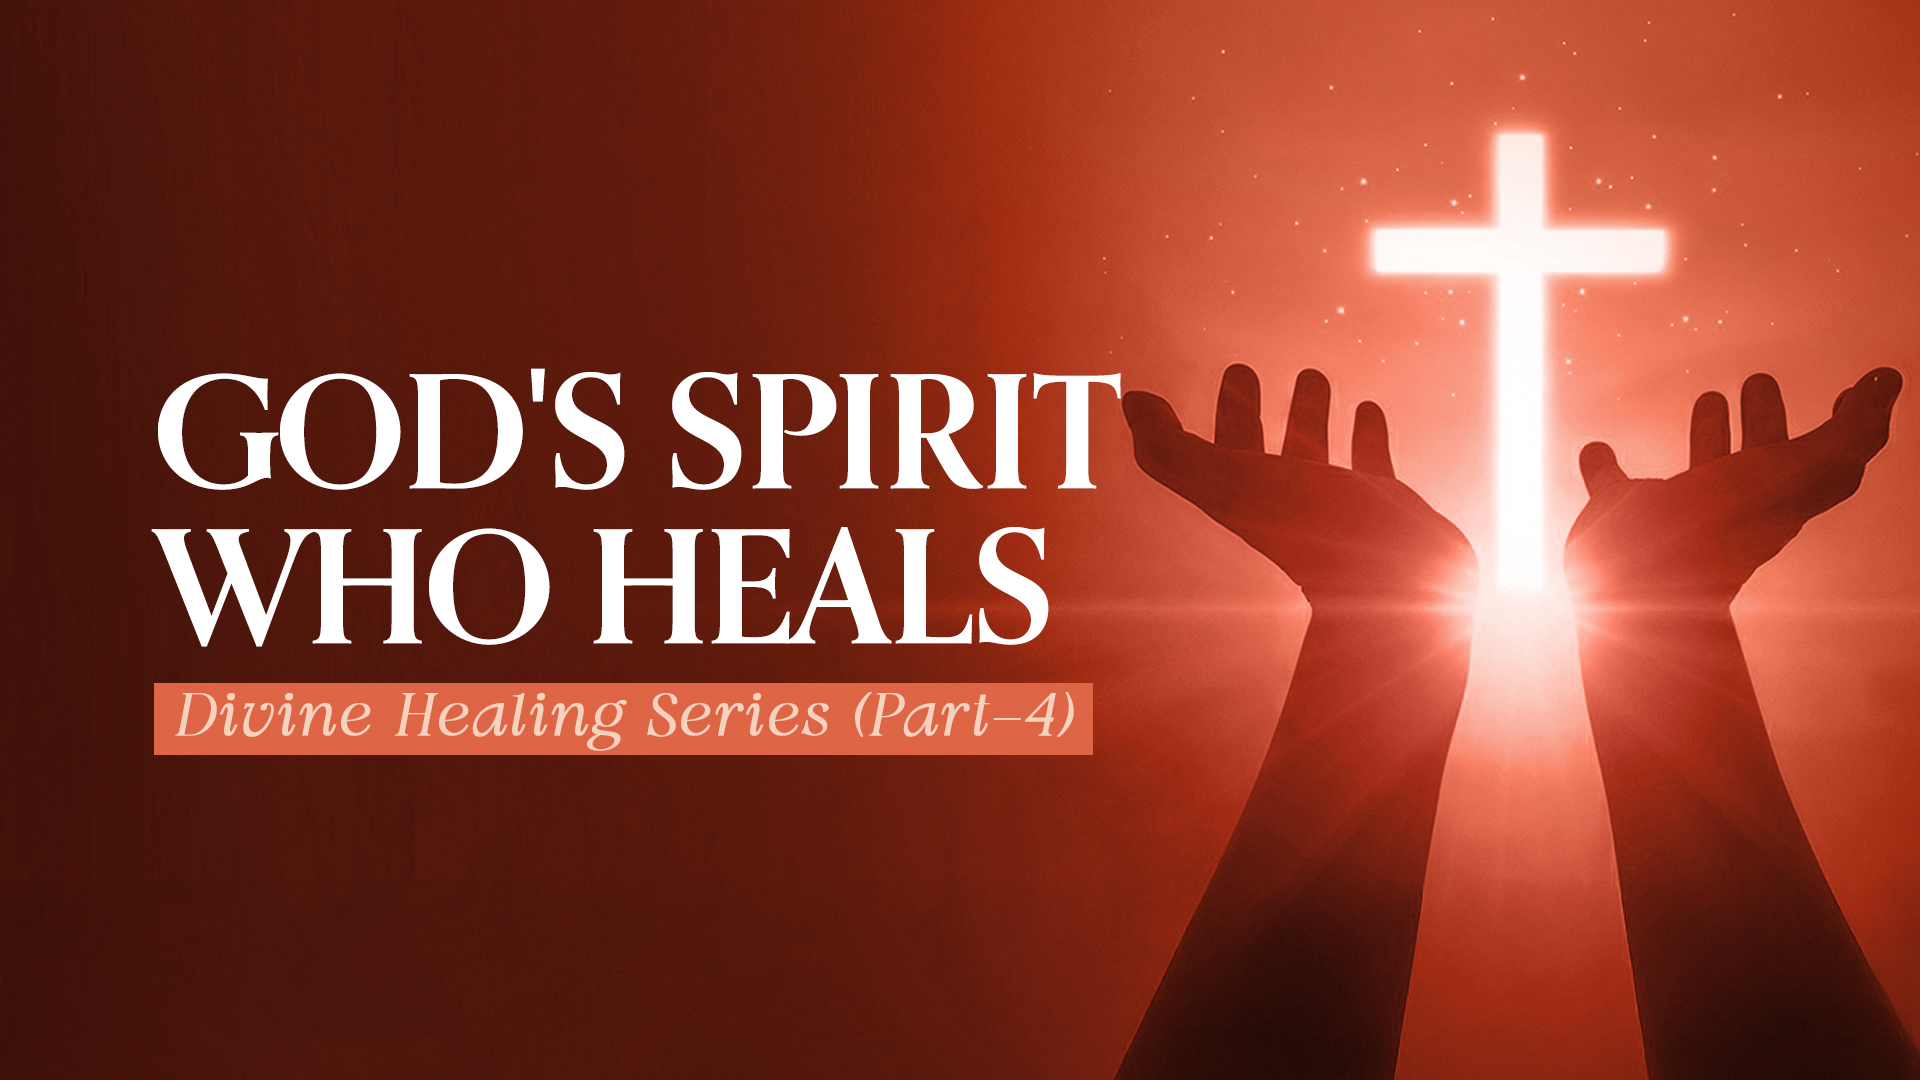 GOD'S SPIRIT
WHO HEALS
Divine Healing Series (Part-4)